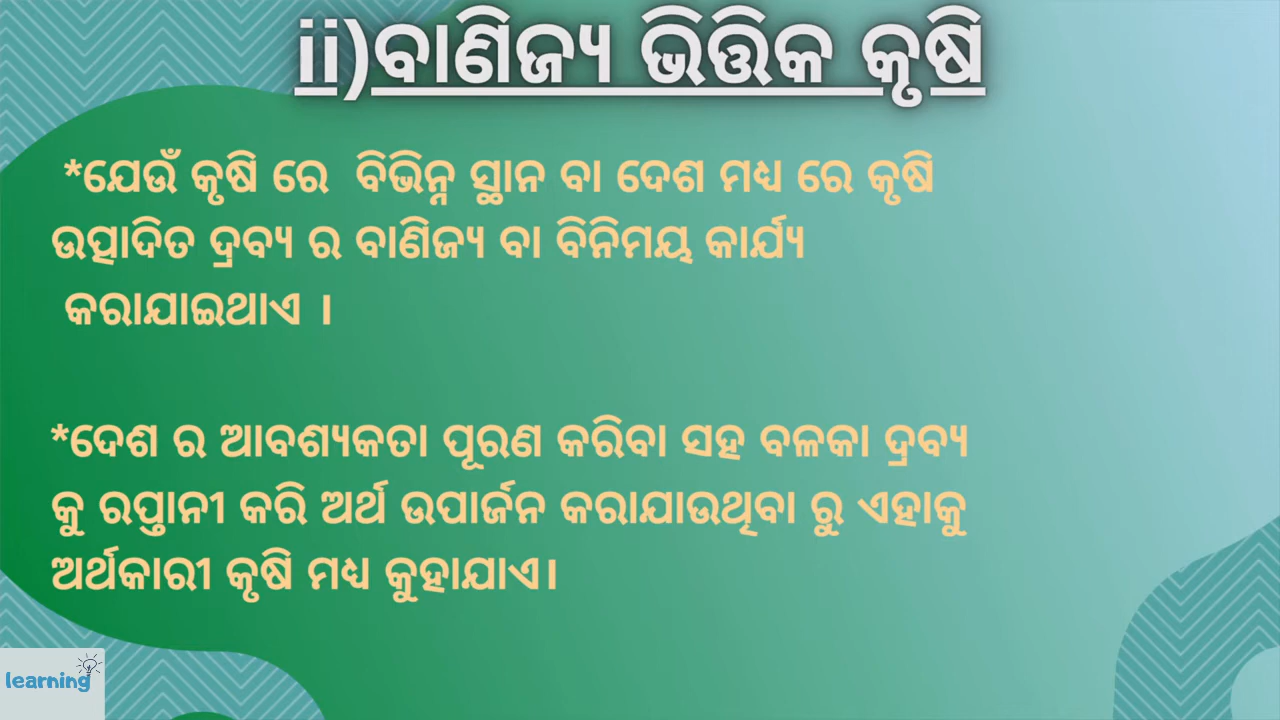 ii)ବାଣିଜ୍ୟ ଭିତ୍ତିକ କୃଷି
*ଯେଉଁ କୃଷି ରେ ବିଭିନ୍ନ ସ୍ଥାନ ବା ଦେଶ ମଧ୍ୟ ରେ କୃଷି
ଉତ୍ପାଦିତ ଦ୍ରବ୍ୟ ର ବାଣିଜ୍ୟ ବା ବିନିମୟ କାର୍ଯ୍ୟ
କରାଯାଇଥାଏ ।
*ଦେଶ ର ଆବଶ୍ୟକତା ପୂରଣ କରିବା ସହ ବଳକା ଦ୍ରବ୍ୟ
କୁ ରପ୍ତାନୀ କରି ଅର୍ଥ ଉପାର୍ଜନ କରାଯାଉଥିବା ରୁ ଏହାକୁ
ଅର୍ଥକାରୀ କୃଷି ମଧ୍ୟ କୁହାଯାଏ।
learning